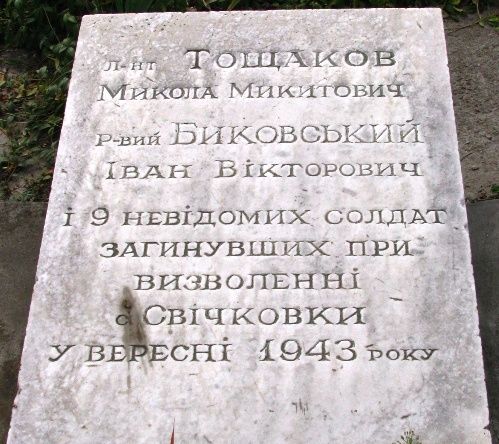 Л-нт ТОЩАКОВ
МИКОЛА МИКИТОВИЧ
Р-вий БИКОВСЬКИЙ
ІВАН ВІКТОРОВИЧ
І 9 НЕВІДОМИХ СОЛДАТ
ЗАГИНУВШИХ ПРИ
ВИЗВОЛЕННІ
с СВІЧКОВКИ
У ВЕРЕСНІ 1943 РОКУ